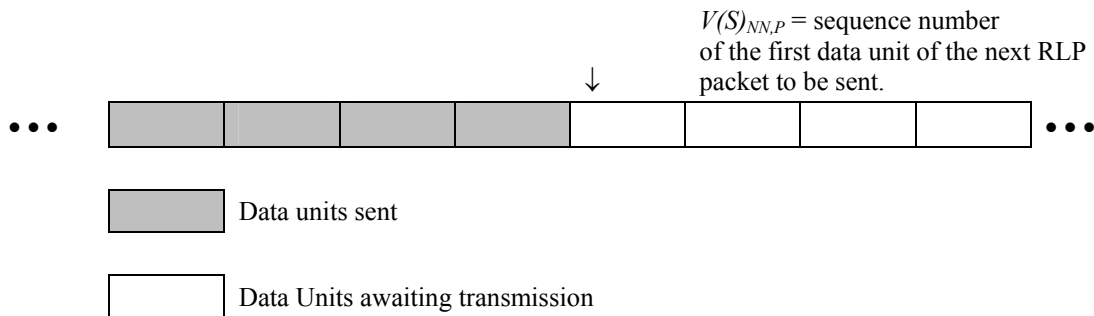 V(S)NN,P = sequence number
of the first data unit of the next RLP
packet to be sent.
↓
••• •••
Data units sent
Data Units awaiting transmission